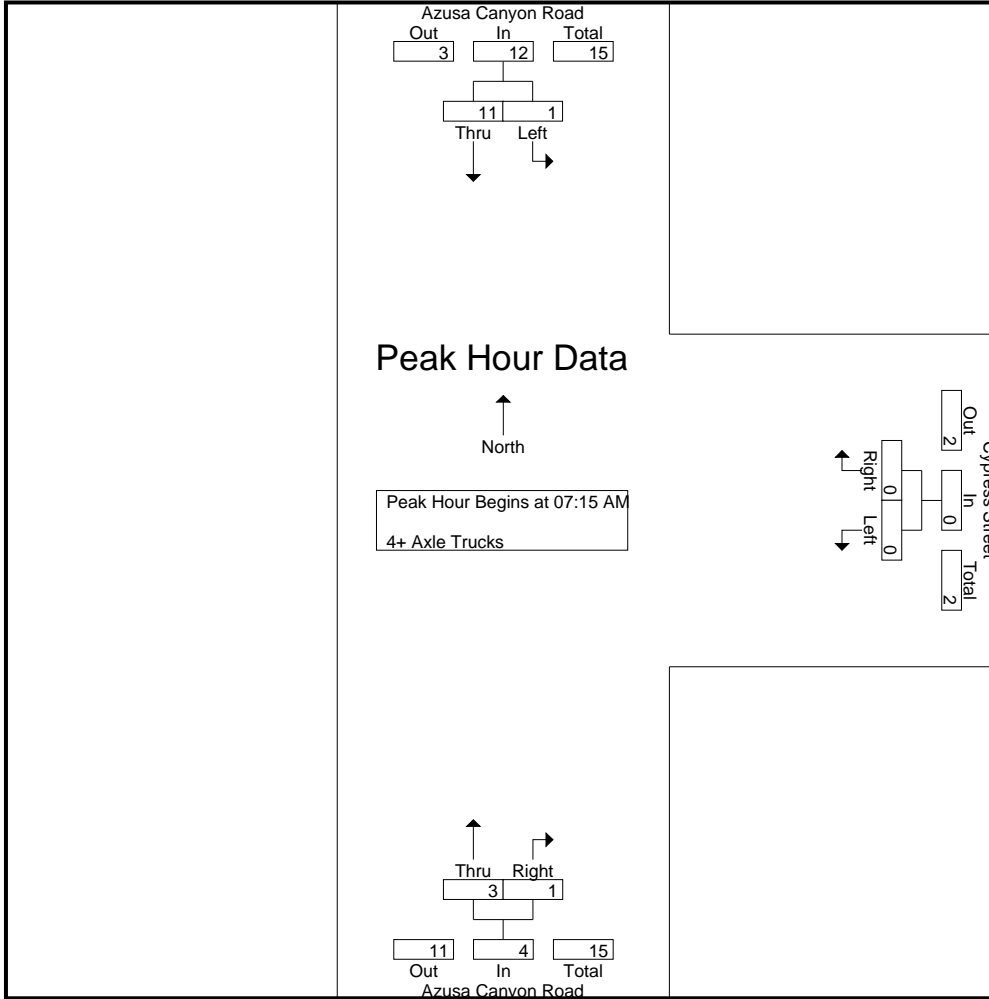 Azusa Canyon Road
Out In Total
3 12 15
11 1
Thru Left
Peak Hour Data
North
Peak Hour Begins at 07:15 AM
4+ Axle Trucks
Cypress Street
Out In Total
2 0 2
0 0
Right Left
Thru Right
3 1
11 4 15
Out In Total
Azusa Canyon Road